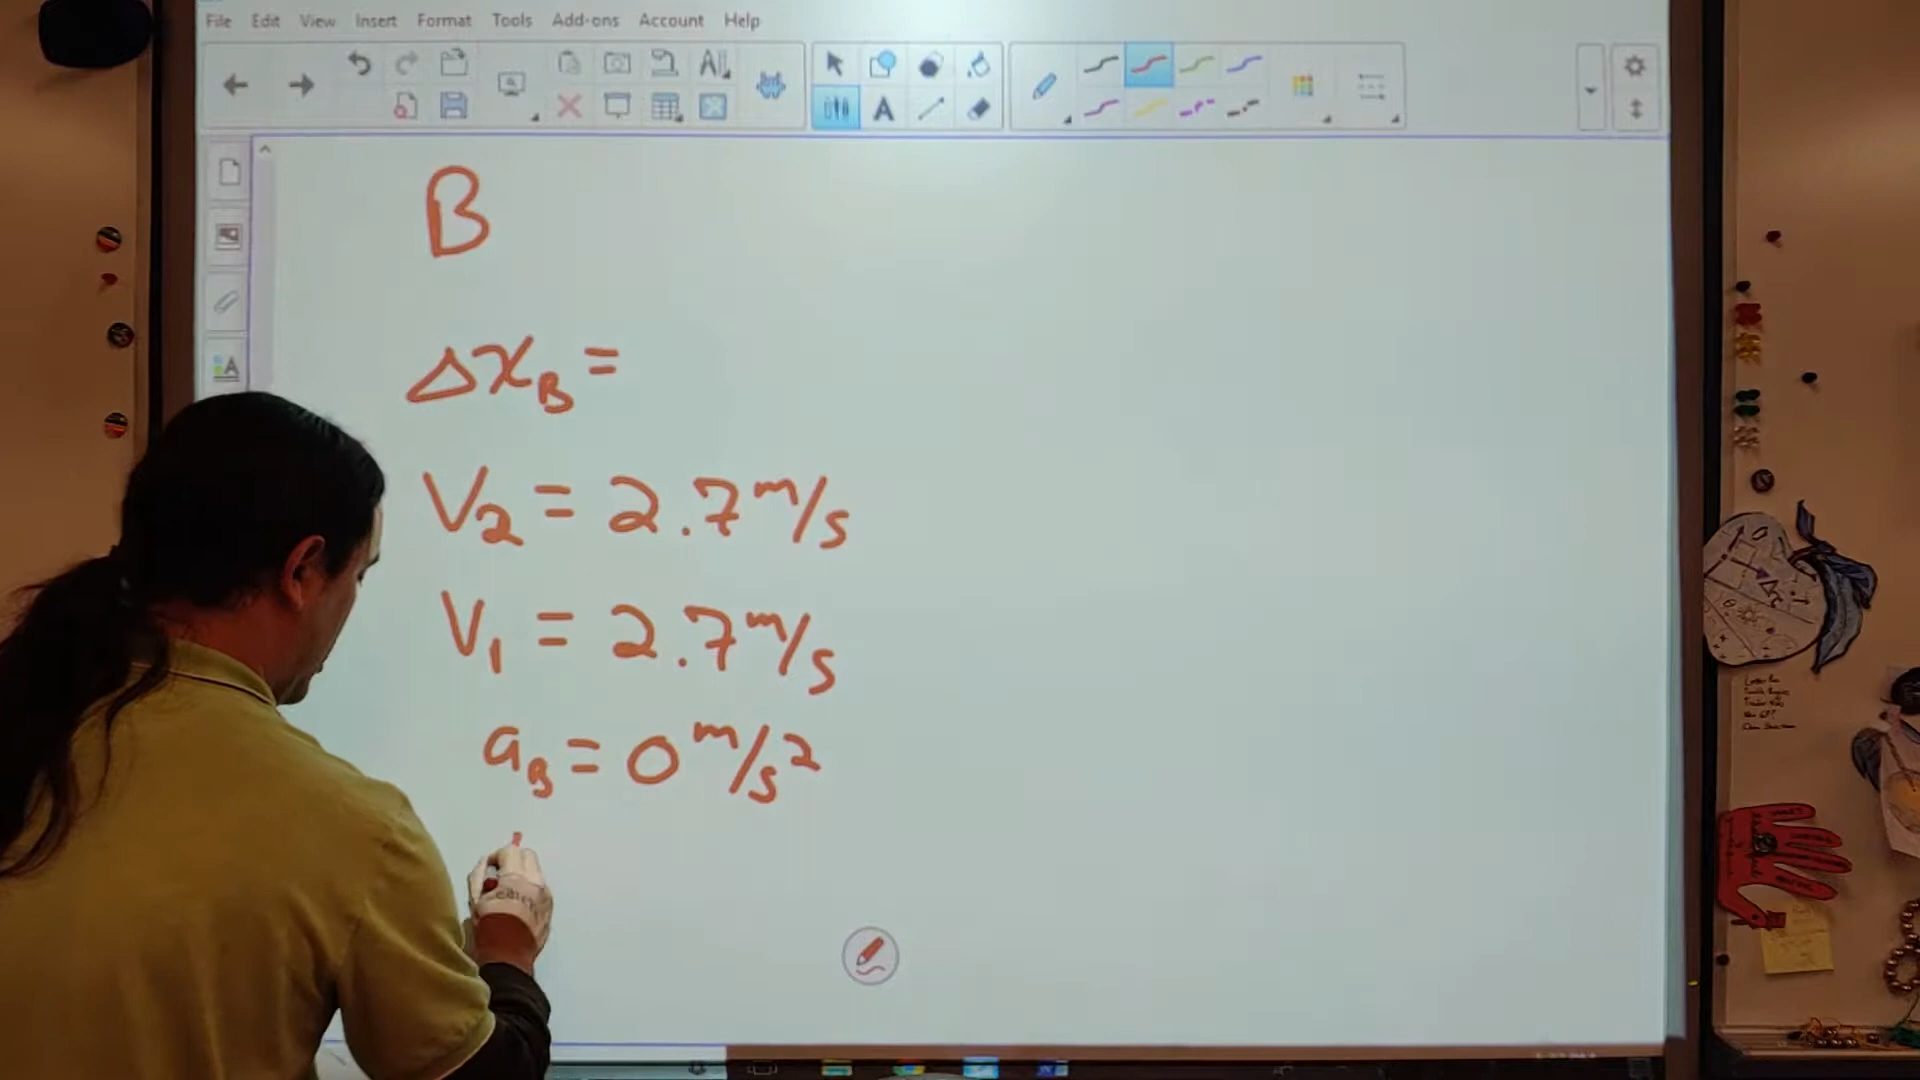 File Edit View Insert Format Tools Add-ons Account Help
B
Δx_B =
V₂ = 2.7 m/s
V₁ = 2.7 m/s
a_B = 0 m/s²